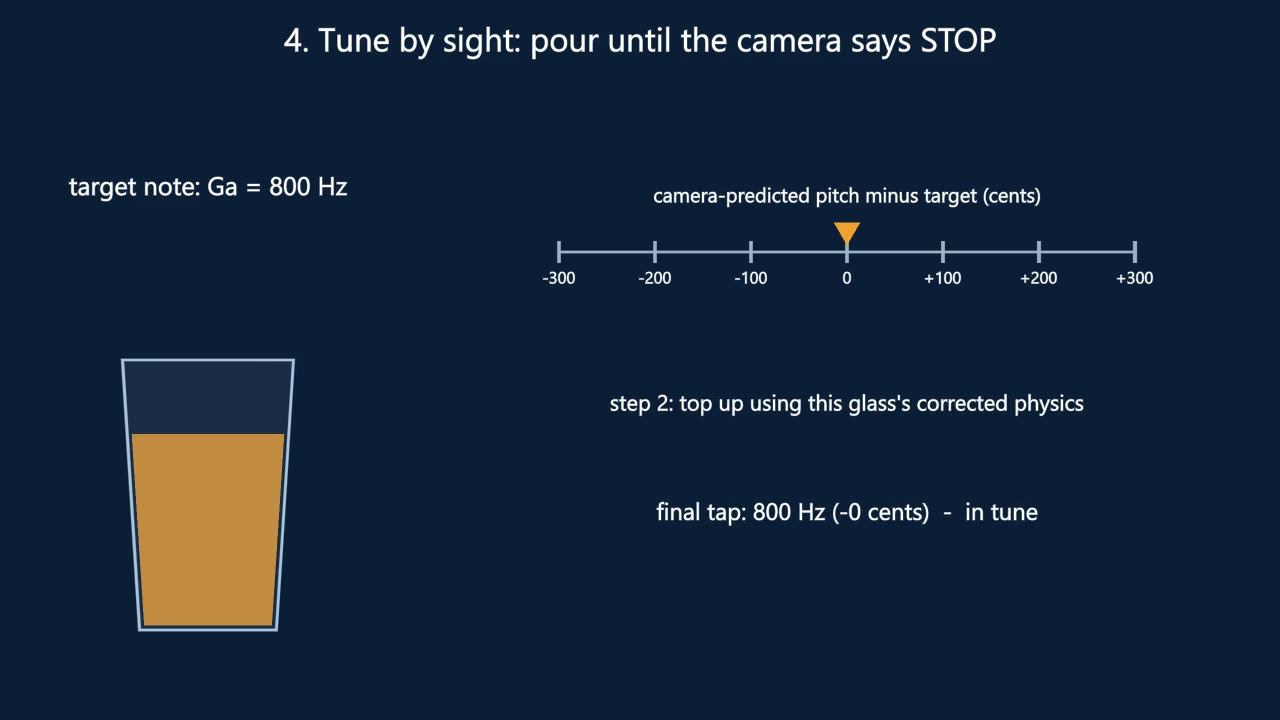 4. Tune by sight: pour until the camera says STOP
target note: Ga = 800 Hz
camera-predicted pitch minus target (cents)
-300 -200 -100 0 +100 +200 +300
step 2: top up using this glass's corrected physics
final tap: 800 Hz (-0 cents) - in tune